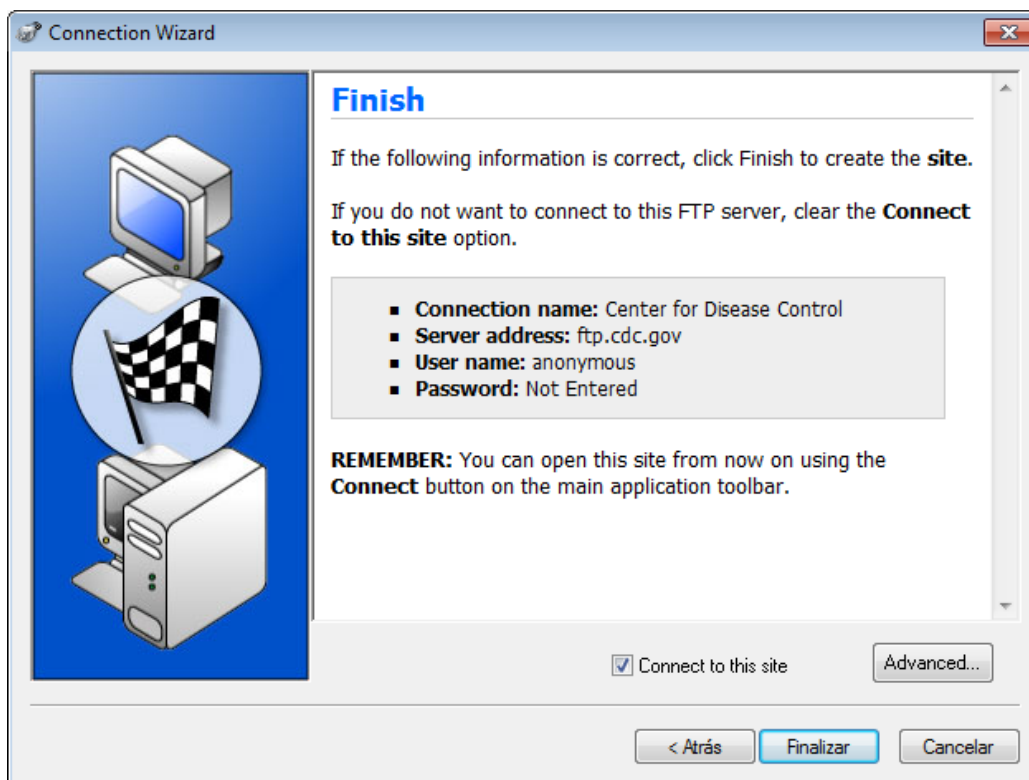 Connection Wizard
Finish
If the following information is correct, click Finish to create the site.
If you do not want to connect to this FTP server, clear the Connect
to this site option.
▪ Connection name: Center for Disease Control
▪ Server address: ftp.cdc.gov
▪ User name: anonymous
▪ Password: Not Entered
REMEMBER: You can open this site from now on using the
Connect button on the main application toolbar.
Connect to this site
Advanced...
< Atrás
Finalizar
Cancelar